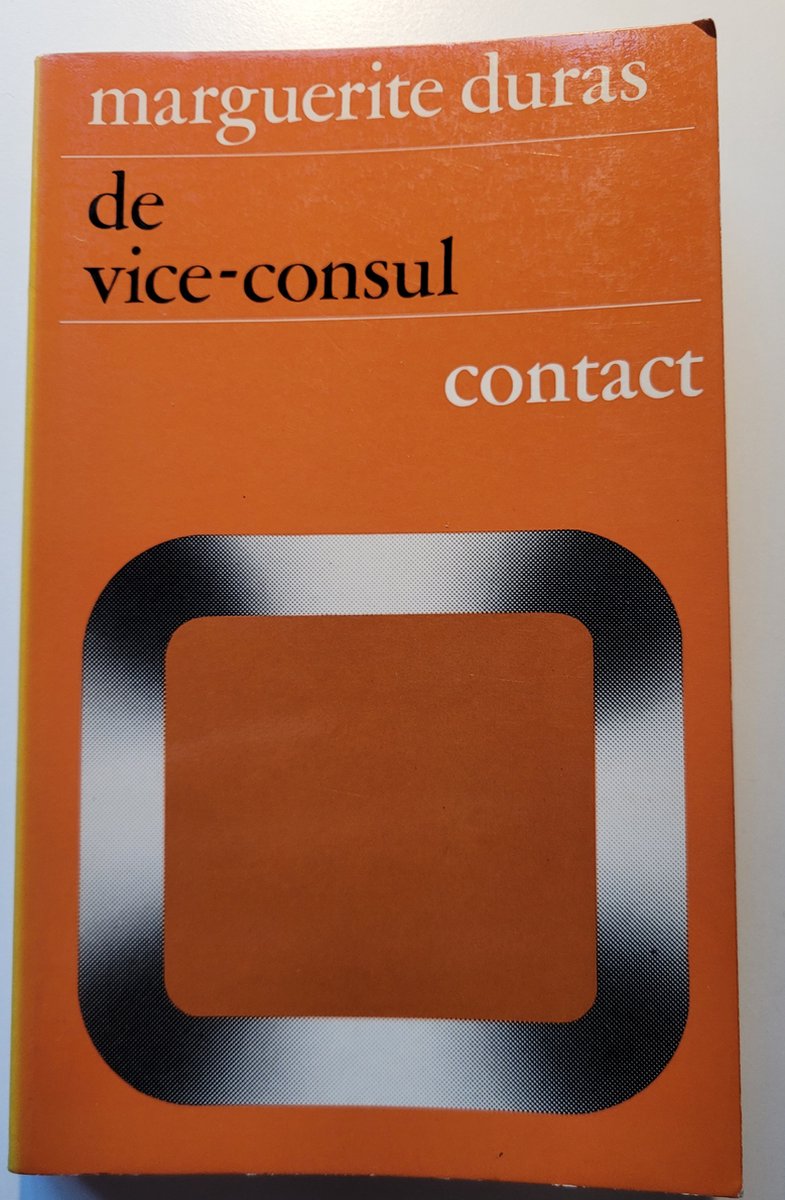 marguerite duras
de
vice-consul
contact